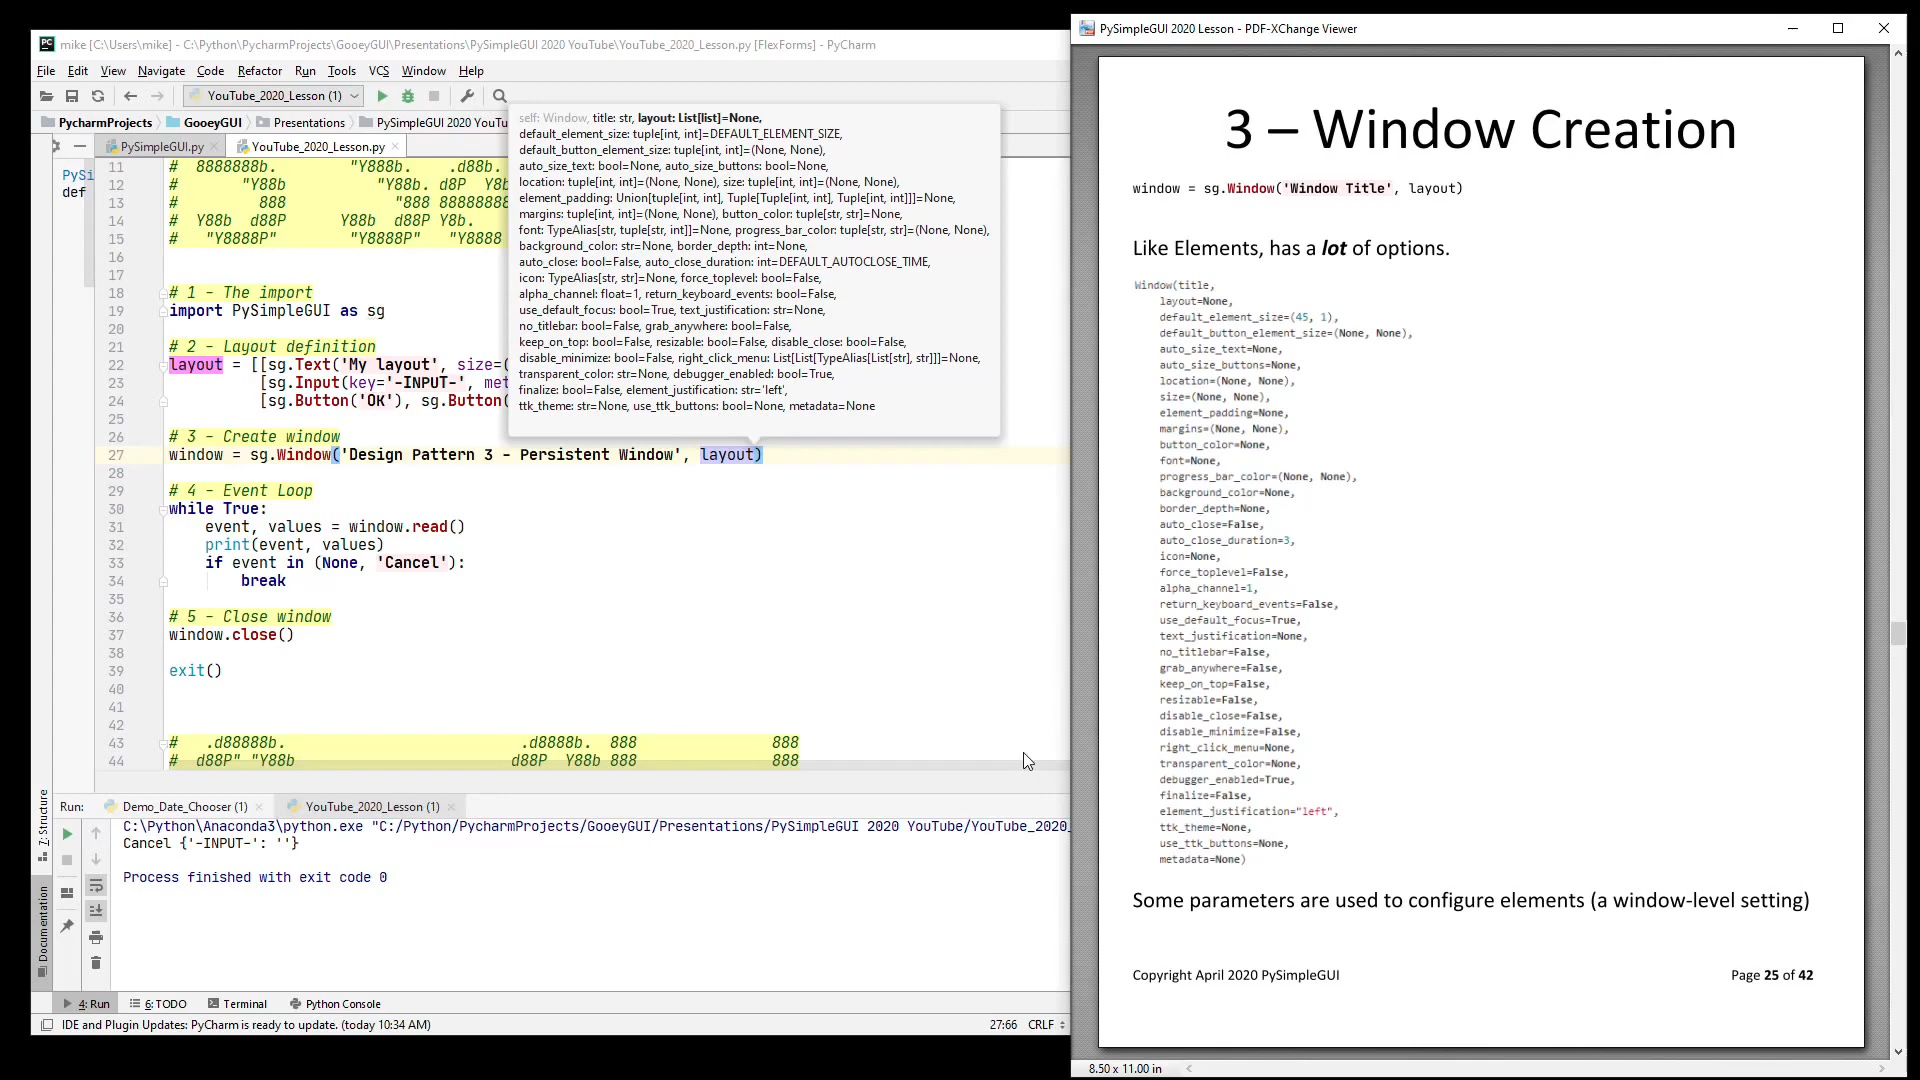 mike [C:\Users\mike] - C:\Python\PycharmProjects\GooeyGUI\Presentations\PySimpleGUI 2020 YouTube\YouTube_2020_Lesson.py [FlexForms] - PyCharm
File Edit View Navigate Code Refactor Run Tools VCS Window Help
YouTube_2020_Lesson (1)
PycharmProjects GooeyGUI Presentations PySimpleGUI 2020 YouTu
PySimpleGUI.py YouTube_2020_Lesson.py
PySi
def
self: Window, title: str, layout: List[list]=None,
default_element_size: tuple[int, int]=DEFAULT_ELEMENT_SIZE,
default_button_element_size: tuple[int, int]=(None, None),
auto_size_text: bool=None, auto_size_buttons: bool=None,
location: tuple[int, int]=(None, None), size: tuple[int, int]=(None, None),
element_padding: Union[tuple[int, int], Tuple[Tuple[int, int], Tuple[int, int]]]=None,
margins: tuple[int, int]=(None, None), button_color: tuple[str, str]=None,
font: TypeAlias[str, tuple[str, int]]=None, progress_bar_color: tuple[str, str]=(None, None),
background_color: str=None, border_depth: int=None,
auto_close: bool=False, auto_close_duration: int=DEFAULT_AUTOCLOSE_TIME,
icon: TypeAlias[str, str]=None, force_toplevel: bool=False,
alpha_channel: float=1, return_keyboard_events: bool=False,
use_default_focus: bool=True, text_justification: str=None,
no_titlebar: bool=False, grab_anywhere: bool=False,
keep_on_top: bool=False, resizable: bool=False, disable_close: bool=False,
disable_minimize: bool=False, right_click_menu: List[List[TypeAlias[List[str], str]]]=None,
transparent_color: str=None, debugger_enabled: bool=True,
finalize: bool=False, element_justification: str='left',
ttk_theme: str=None, use_ttk_buttons: bool=None, metadata=None
11 # 8888888b. "Y888b. .d88b.
12 # "Y88b "Y88b. d8P Y8b
13 # 888 "888 88888888
14 # Y88b d88P Y88b d88P Y8b.
15 # "Y8888P" "Y8888P" "Y8888
16
17
18 # 1 - The import
19 import PySimpleGUI as sg
20
21 # 2 - Layout definition
22 layout = [[sg.Text('My layout', size=(
23 [sg.Input(key='-INPUT-', met
24 [sg.Button('OK'), sg.Button(
25
26 # 3 - Create window
27 window = sg.Window('Design Pattern 3 - Persistent Window', layout)
28
29 # 4 - Event Loop
30 while True:
31 event, values = window.read()
32 print(event, values)
33 if event in (None, 'Cancel'):
34 break
35
36 # 5 - Close window
37 window.close()
38
39 exit()
40
41
42
43 # .d88888b. .d8888b. 888 888
44 # d88P" "Y88b d88P Y88b 888 888
7: Structure
Documentation
Run: Demo_Date_Chooser (1) YouTube_2020_Lesson (1)
C:\Python\Anaconda3\python.exe "C:/Python/PycharmProjects/GooeyGUI/Presentations/PySimpleGUI 2020 YouTube/YouTube_2020_
Cancel {'-INPUT-': ''}
Process finished with exit code 0
4: Run 6: TODO Terminal Python Console
IDE and Plugin Updates: PyCharm is ready to update. (today 10:34 AM)
27:66 CRLF
PySimpleGUI 2020 Lesson - PDF-XChange Viewer
3 – Window Creation
window = sg.Window('Window Title', layout)
Like Elements, has a lot of options.
Window(title,
layout=None,
default_element_size=(45, 1),
default_button_element_size=(None, None),
auto_size_text=None,
auto_size_buttons=None,
location=(None, None),
size=(None, None),
element_padding=None,
margins=(None, None),
button_color=None,
font=None,
progress_bar_color=(None, None),
background_color=None,
border_depth=None,
auto_close=False,
auto_close_duration=3,
icon=None,
force_toplevel=False,
alpha_channel=1,
return_keyboard_events=False,
use_default_focus=True,
text_justification=None,
no_titlebar=False,
grab_anywhere=False,
keep_on_top=False,
resizable=False,
disable_close=False,
disable_minimize=False,
right_click_menu=None,
transparent_color=None,
debugger_enabled=True,
finalize=False,
element_justification="left",
ttk_theme=None,
use_ttk_buttons=None,
metadata=None)
Some parameters are used to configure elements (a window-level setting)
Copyright April 2020 PySimpleGUI
Page 25 of 42
8.50 x 11.00 in